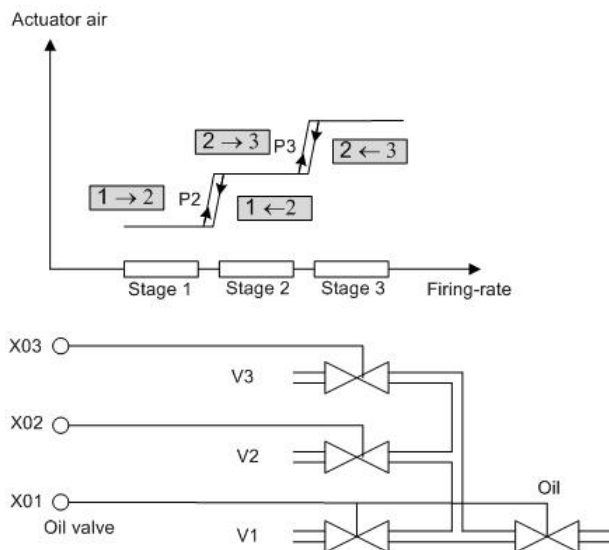 Actuator air
2 → 3 P3
2 ← 3
1 → 2 P2
1 ← 2
Stage 1 Stage 2 Stage 3 Firing-rate
X03
V3
X02
V2
X01 Oil
Oil valve V1